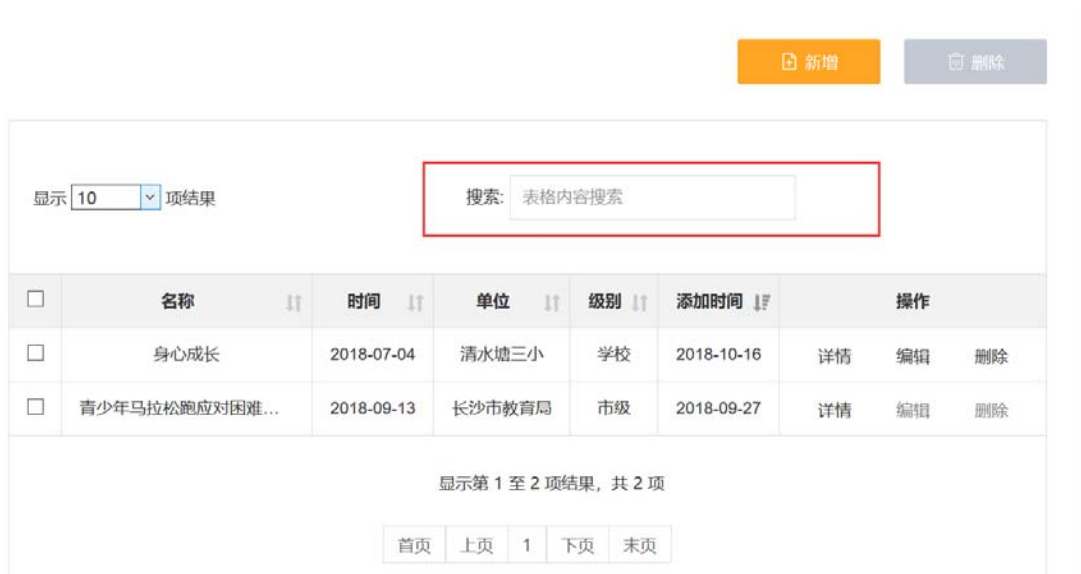 新增 删除
显示 10 项结果 搜索: 表格内容搜索
名称 时间 单位 级别 添加时间 操作
身心成长 2018-07-04 清水塘三小 学校 2018-10-16 详情 编辑 删除
青少年马拉松跑应对困难... 2018-09-13 长沙市教育局 市级 2018-09-27 详情 编辑 删除
显示第 1 至 2 项结果, 共 2 项
首页 上页 1 下页 末页